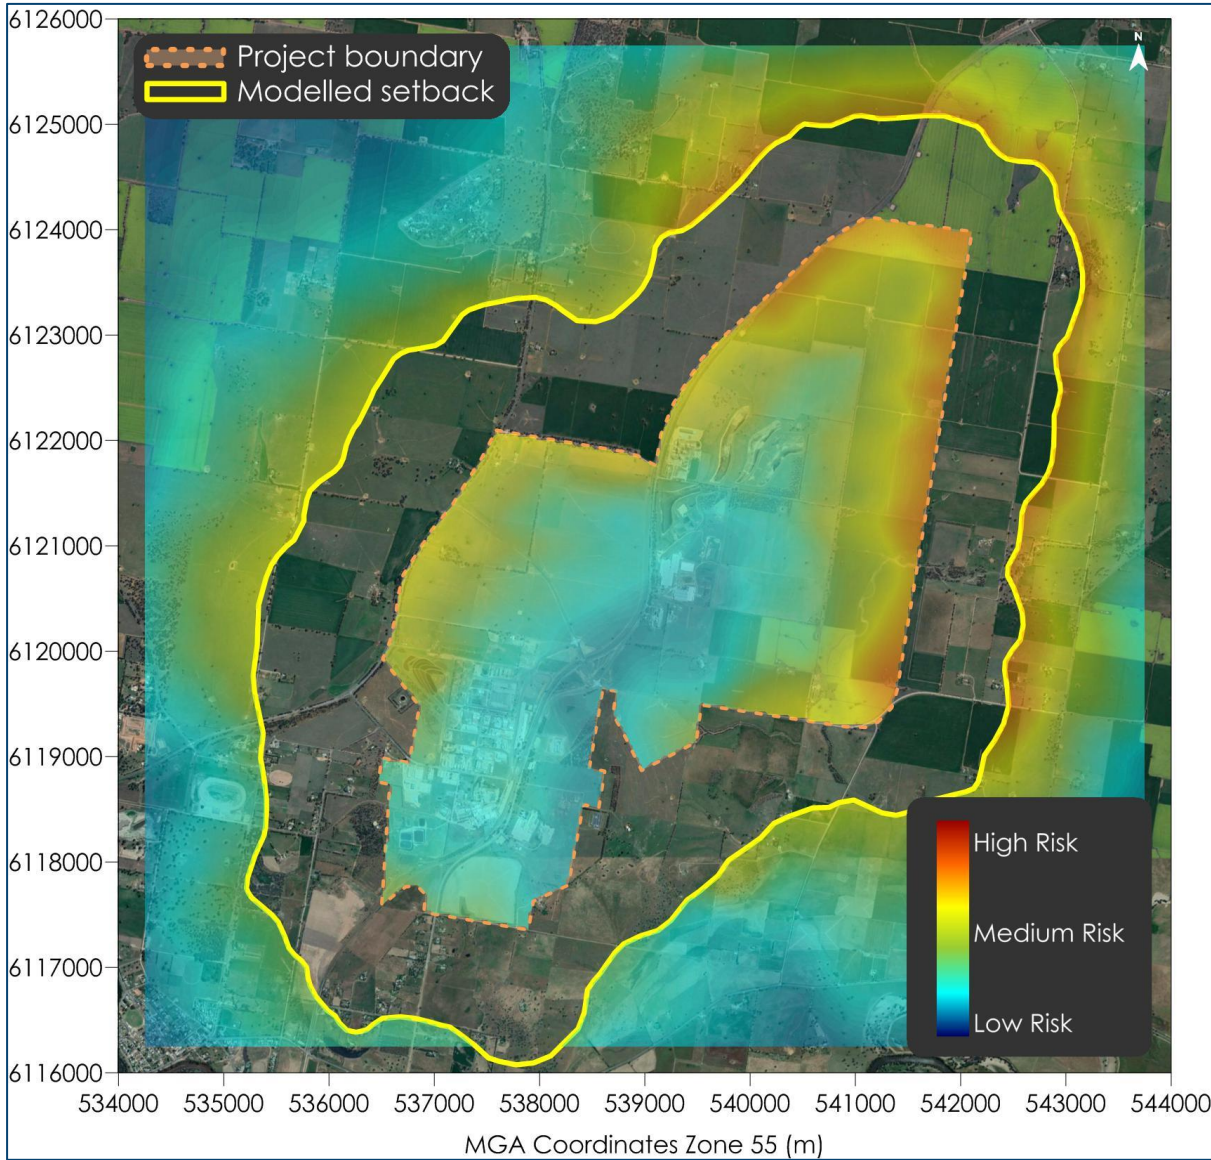 6126000
N
Project boundary
Modelled setback
6125000
6124000
6123000
6122000
6121000
6120000
6119000
6118000
High Risk
Medium Risk
6117000
Low Risk
6116000
534000 535000 536000 537000 538000 539000 540000 541000 542000 543000 544000
MGA Coordinates Zone 55 (m)